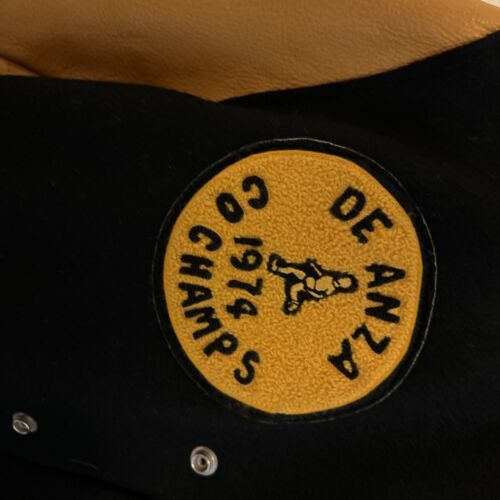 DE ANZA
1974
CO CHAMPS